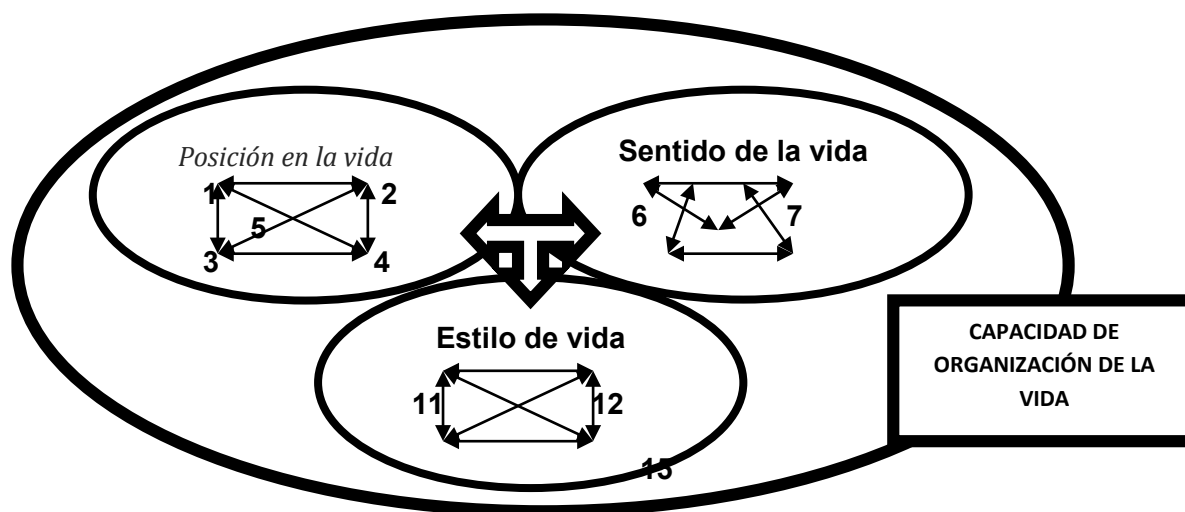 Posición en la vida
1 2
5
3 4
Sentido de la vida
6 7
Estilo de vida
11 12
15
CAPACIDAD DE
ORGANIZACIÓN DE LA
VIDA